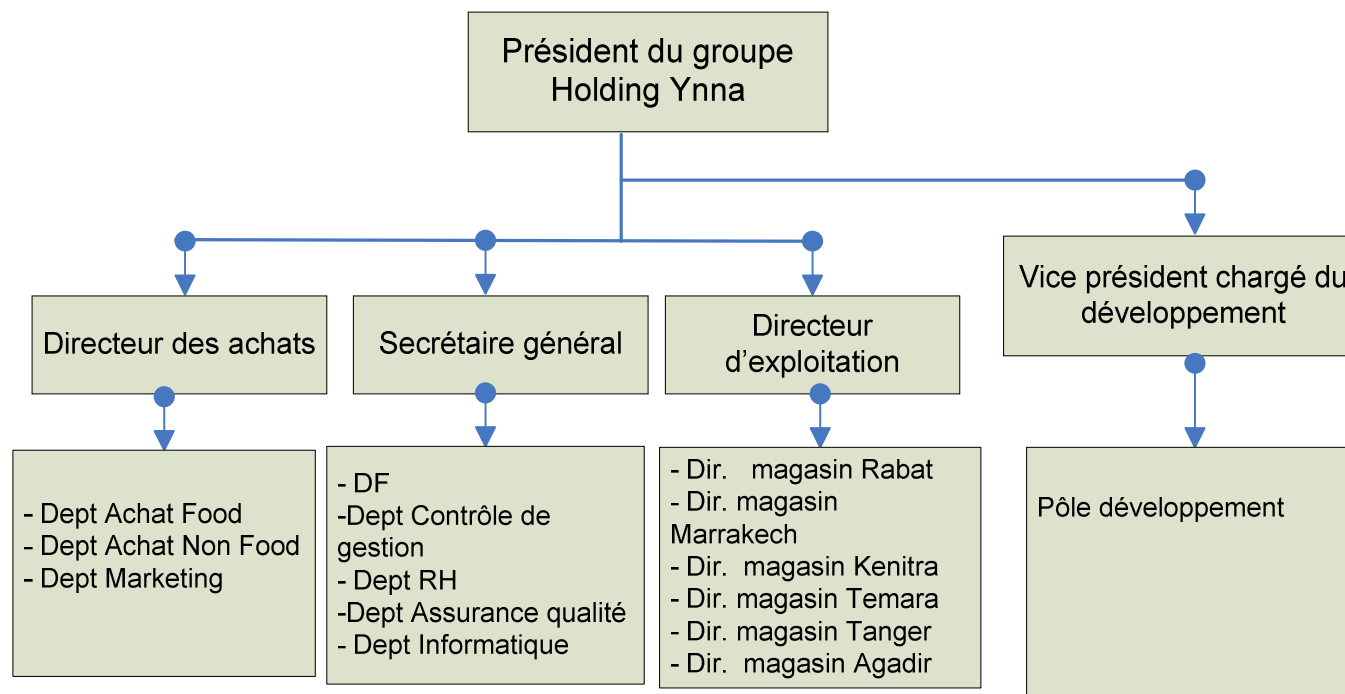 Président du groupe
Holding Ynna
Directeur des achats
Secrétaire général
Directeur
d’exploitation
Vice président chargé du
développement
- Dept Achat Food
- Dept Achat Non Food
- Dept Marketing
- DF
-Dept Contrôle de
gestion
- Dept RH
-Dept Assurance qualité
- Dept Informatique
- Dir. magasin Rabat
- Dir. magasin
Marrakech
- Dir. magasin Kenitra
- Dir. magasin Temara
- Dir. magasin Tanger
- Dir. magasin Agadir
Pôle développement